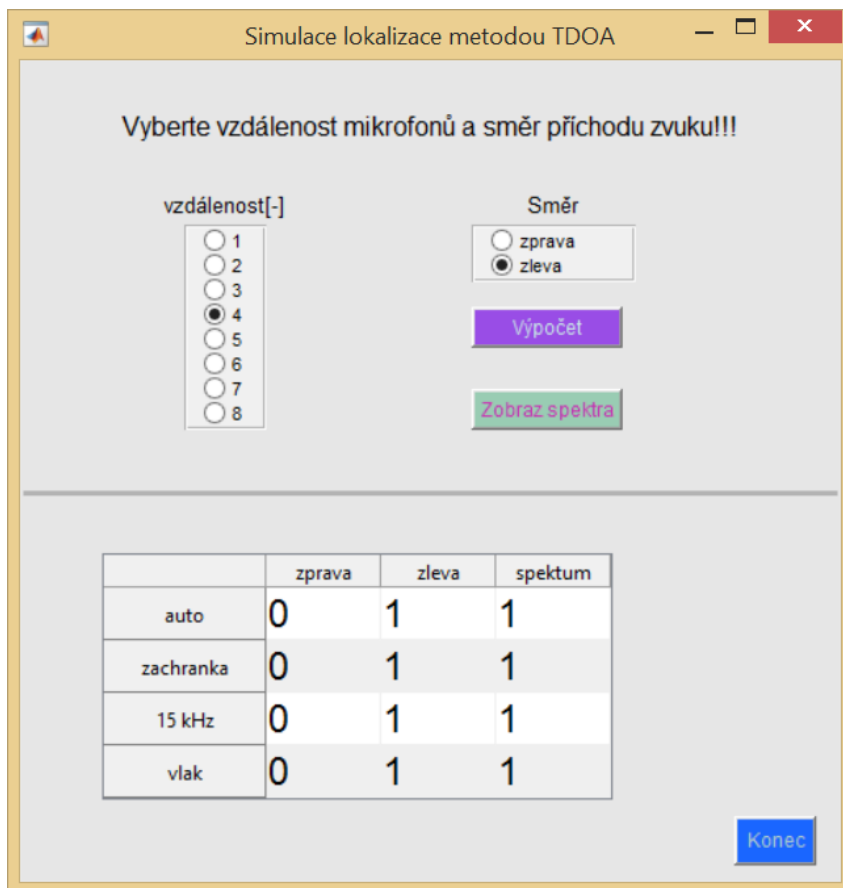 Simulace lokalizace metodou TDOA
Vyberte vzdálenost mikrofonů a směr příchodu zvuku!!!
vzdálenost[-]
1
2
3
4
5
6
7
8
Směr
zprava
zleva
Výpočet
Zobraz spektra
zprava zleva spektum
auto 0 1 1
zachranka 0 1 1
15 kHz 0 1 1
vlak 0 1 1
Konec